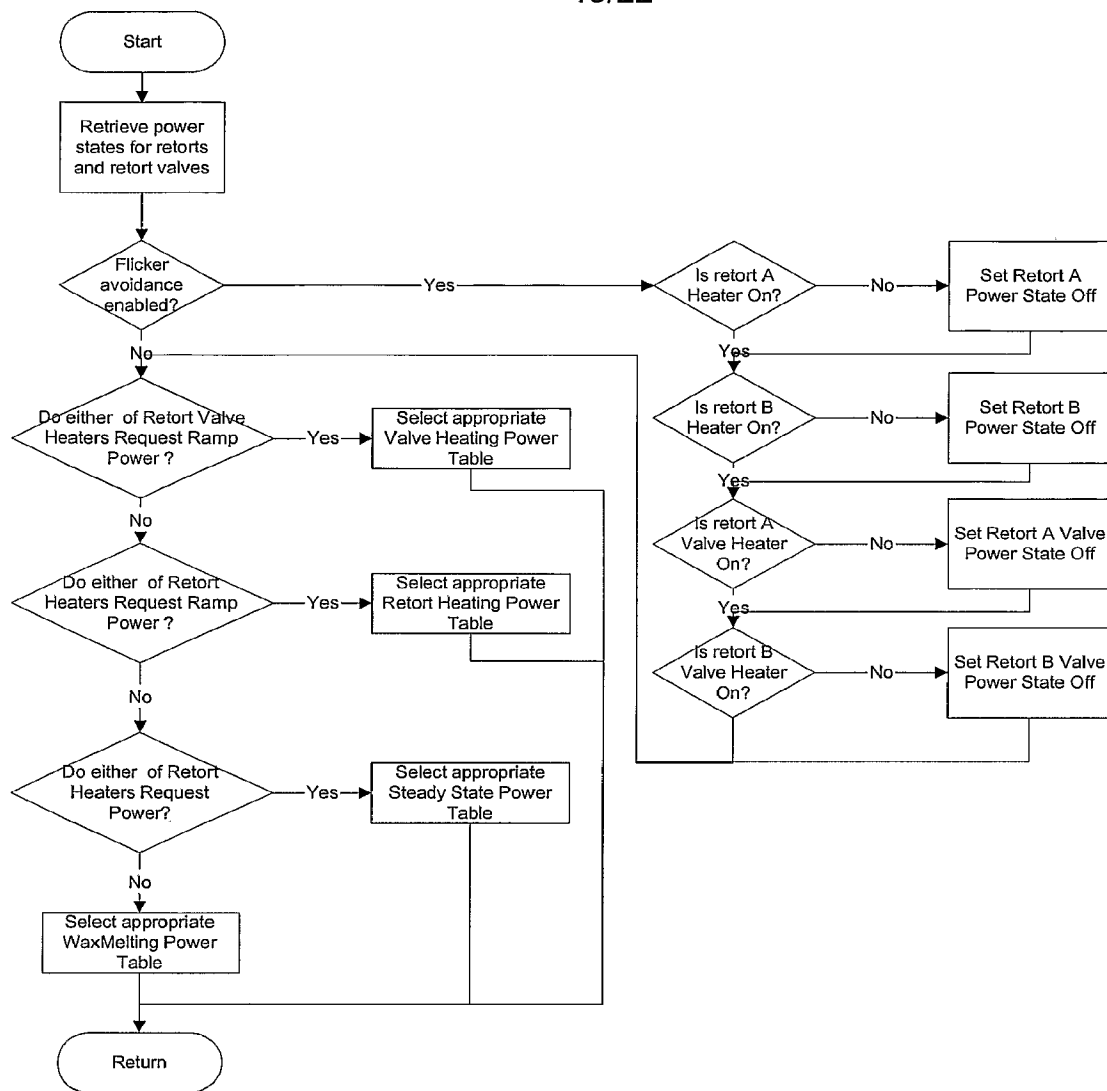 Start
Retrieve power
states for retorts
and retort valves
Flicker
avoidance
enabled?
Yes
No
Is retort A
Heater On?
No
Set Retort A
Power State Off
Yes
Is retort B
Heater On?
No
Set Retort B
Power State Off
Yes
Is retort A
Valve Heater
On?
No
Set Retort A Valve
Power State Off
Yes
Is retort B
Valve Heater
On?
No
Set Retort B Valve
Power State Off
Do either of Retort Valve
Heaters Request Ramp
Power ?
Yes
Select appropriate
Valve Heating Power
Table
No
Do either of Retort
Heaters Request Ramp
Power ?
Yes
Select appropriate
Retort Heating Power
Table
No
Do either of Retort
Heaters Request
Power?
Yes
Select appropriate
Steady State Power
Table
No
Select appropriate
WaxMelting Power
Table
Return